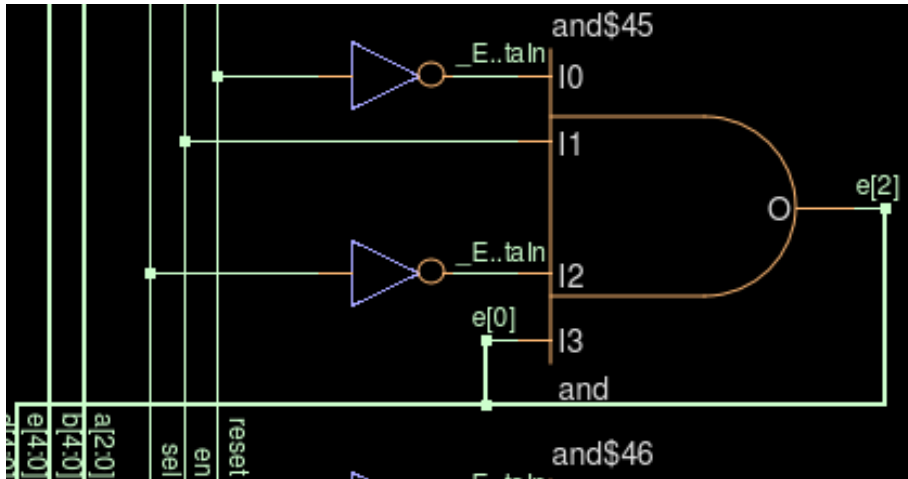 and$45
_E..taIn
I0
I1
e[2]
O
_E..taIn
I2
e[0]
I3
and
e[4:0]
b[4:0]
a[2:0]
sel
en
reset
and$46